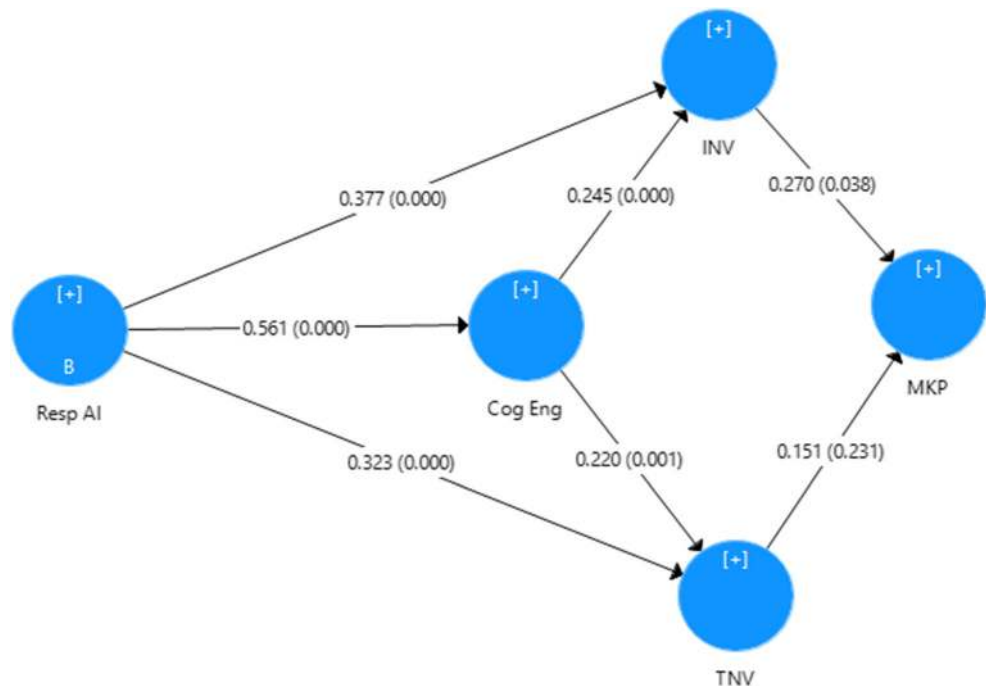 [+]
INV
0.377 (0.000)
0.245 (0.000)
0.270 (0.038)
[+]
B
Resp AI
0.561 (0.000)
[+]
Cog Eng
[+]
MKP
0.323 (0.000)
0.220 (0.001)
0.151 (0.231)
[+]
TNV